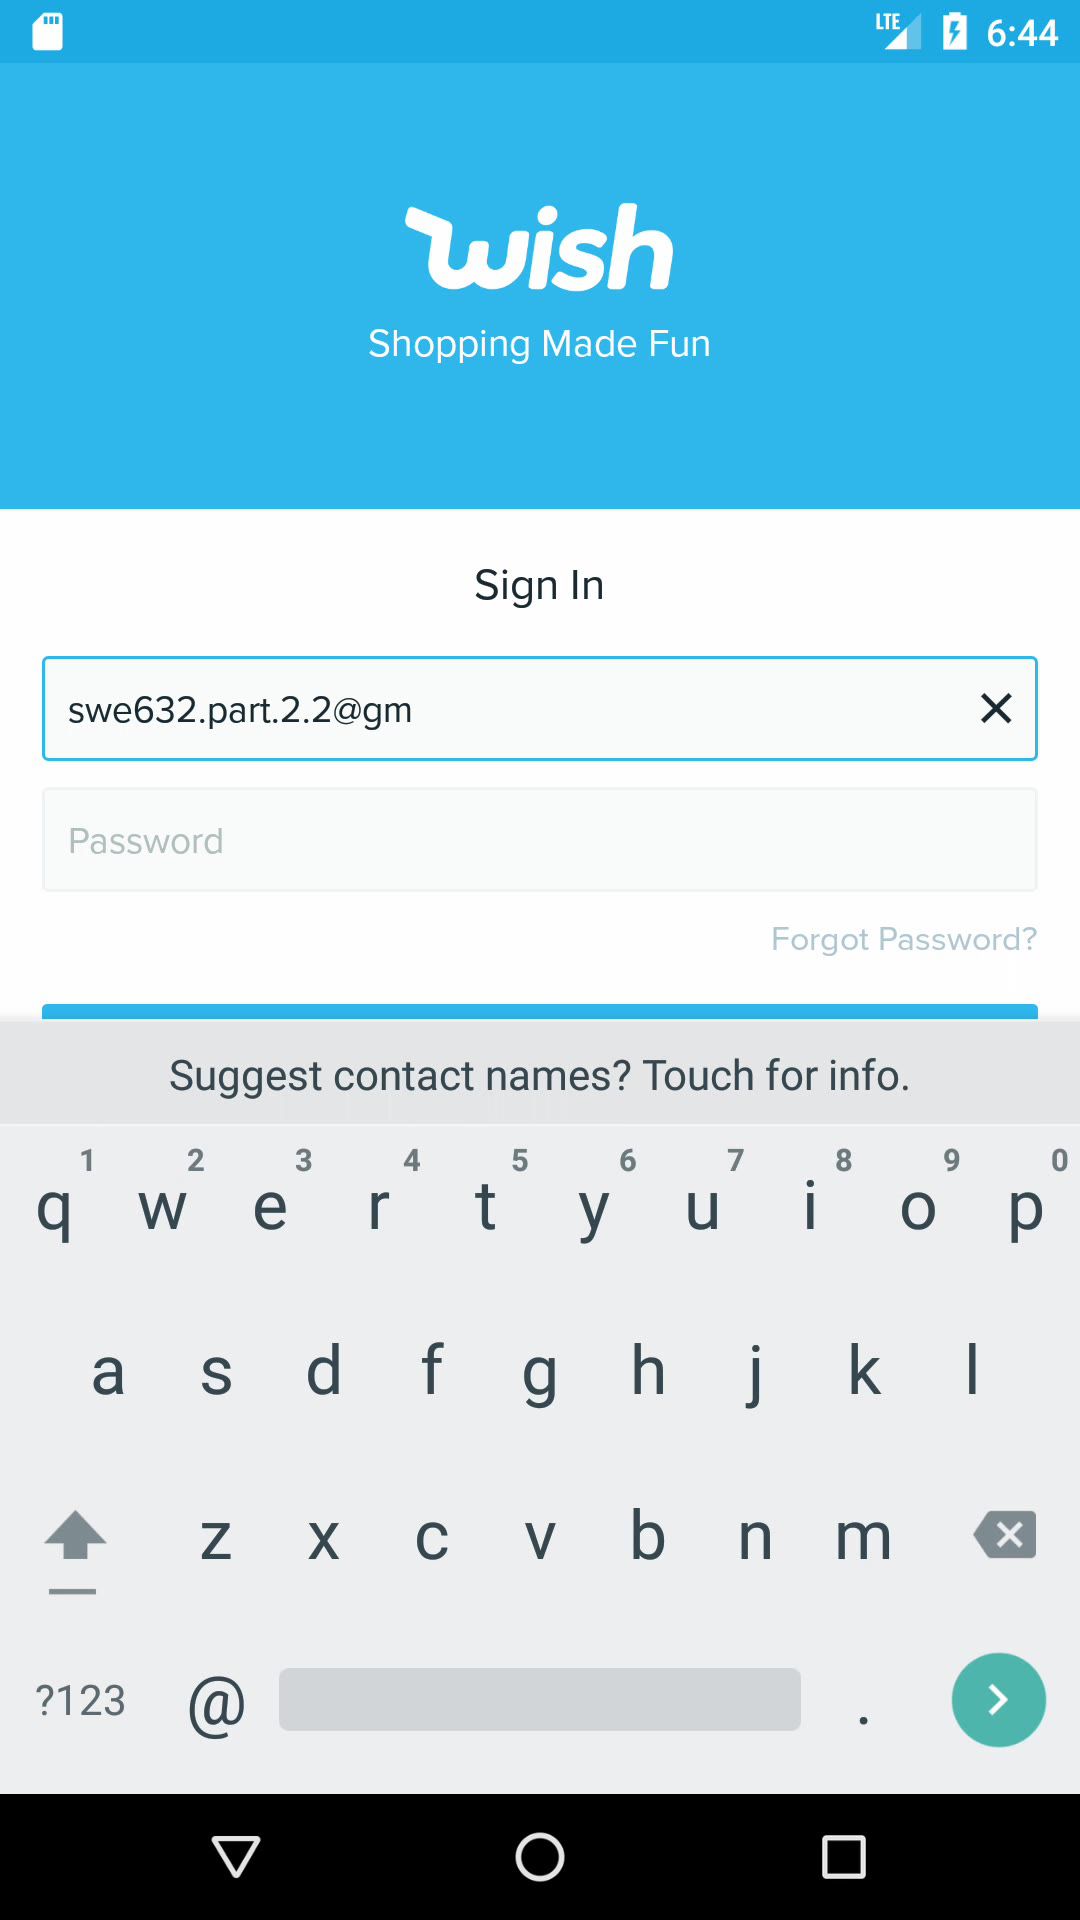 LTE 6:44
wish
Shopping Made Fun
Sign In
swe632.part.2.2@gm
Password
Forgot Password?
Suggest contact names? Touch for info.
1 2 3 4 5 6 7 8 9 0
q w e r t y u i o p
a s d f g h j k l
z x c v b n m
?123 @ .